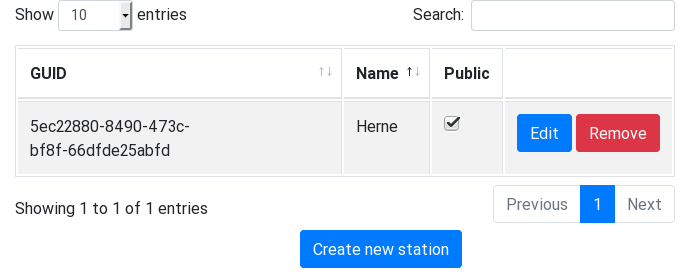 Show 10 entries Search:
GUID Name Public
5ec22880-8490-473c- Herne Edit Remove
bf8f-66dfde25abfd
Showing 1 to 1 of 1 entries Previous 1 Next
Create new station